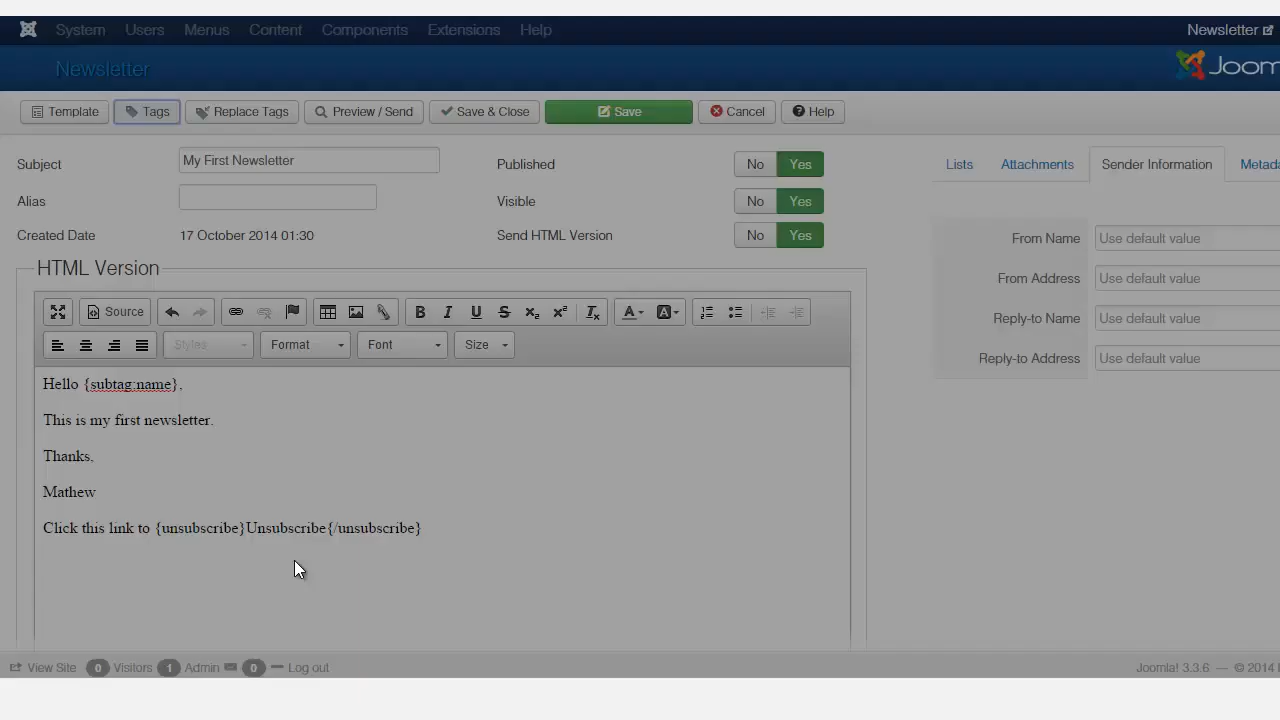 System Users Menus Content Components Extensions Help Newsletter
Newsletter
Template Tags Replace Tags Preview / Send Save & Close Save Cancel Help
Subject My First Newsletter Published No Yes Lists Attachments Sender Information
Alias Visible No Yes
Created Date 17 October 2014 01:30 Send HTML Version No Yes
From Name Use default value
From Address Use default value
Reply-to Name Use default value
Reply-to Address Use default value
HTML Version
Source B I U S x₂ x² Ix A A
Styles Format Font Size
Hello {subtag:name},
This is my first newsletter.
Thanks,
Mathew
Click this link to {unsubscribe}Unsubscribe{/unsubscribe}
View Site 0 Visitors 1 Admin 0 Log out Joomla! 3.3.6 — © 2014